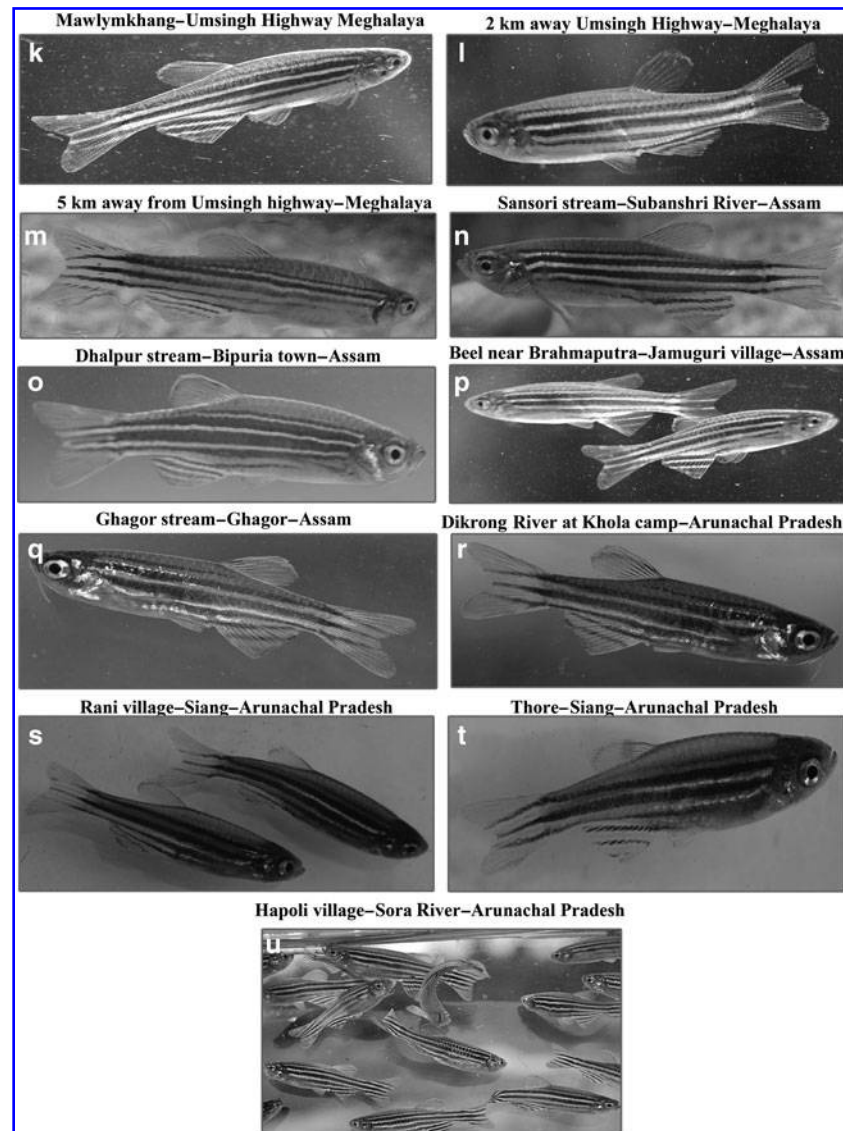 Mawlymkhang–Umsingh Highway Meghalaya
2 km away Umsingh Highway–Meghalaya
k
l
5 km away from Umsingh highway–Meghalaya
Sansori stream–Subanshri River–Assam
m
n
Dhalpur stream–Bipuria town–Assam
Beel near Brahmaputra–Jamuguri village–Assam
o
p
Ghagor stream–Ghagor–Assam
Dikrong River at Khola camp–Arunachal Pradesh
q
r
Rani village–Siang–Arunachal Pradesh
Thore–Siang–Arunachal Pradesh
s
t
Hapoli village–Sora River–Arunachal Pradesh
u